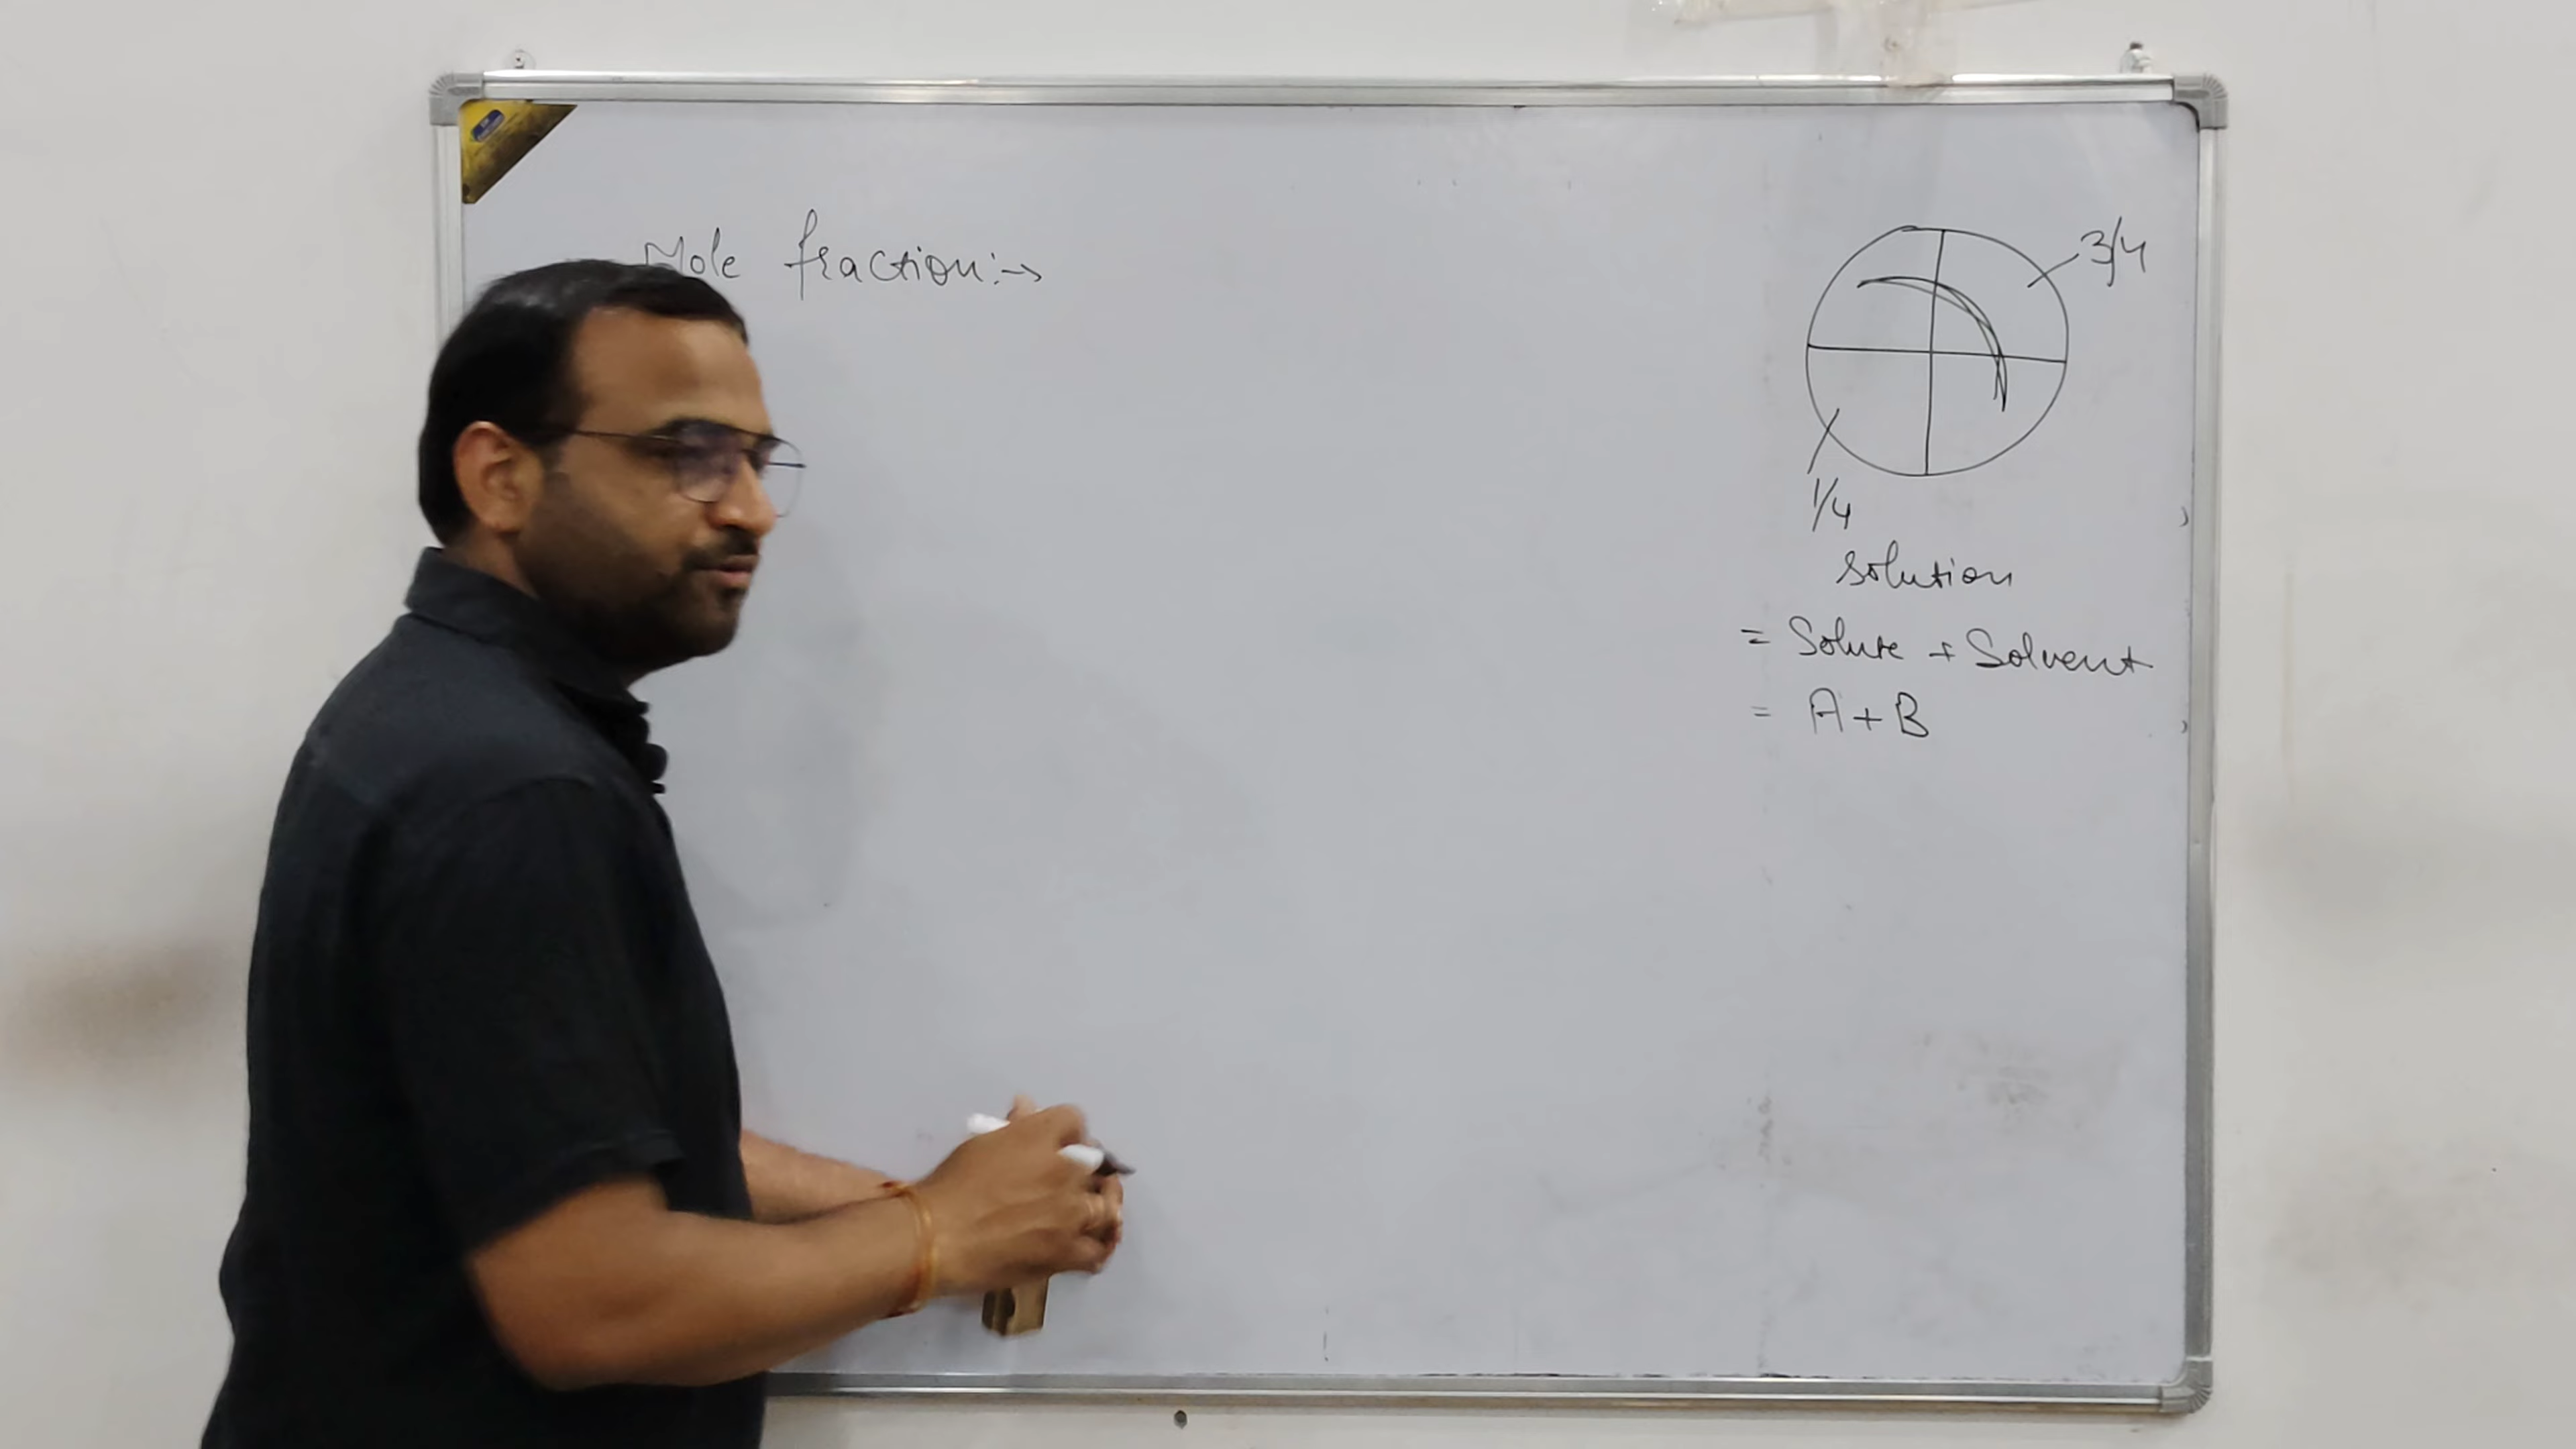 Mole fraction:→
3/4
1/4
solution
= Solute + Solvent
= A + B